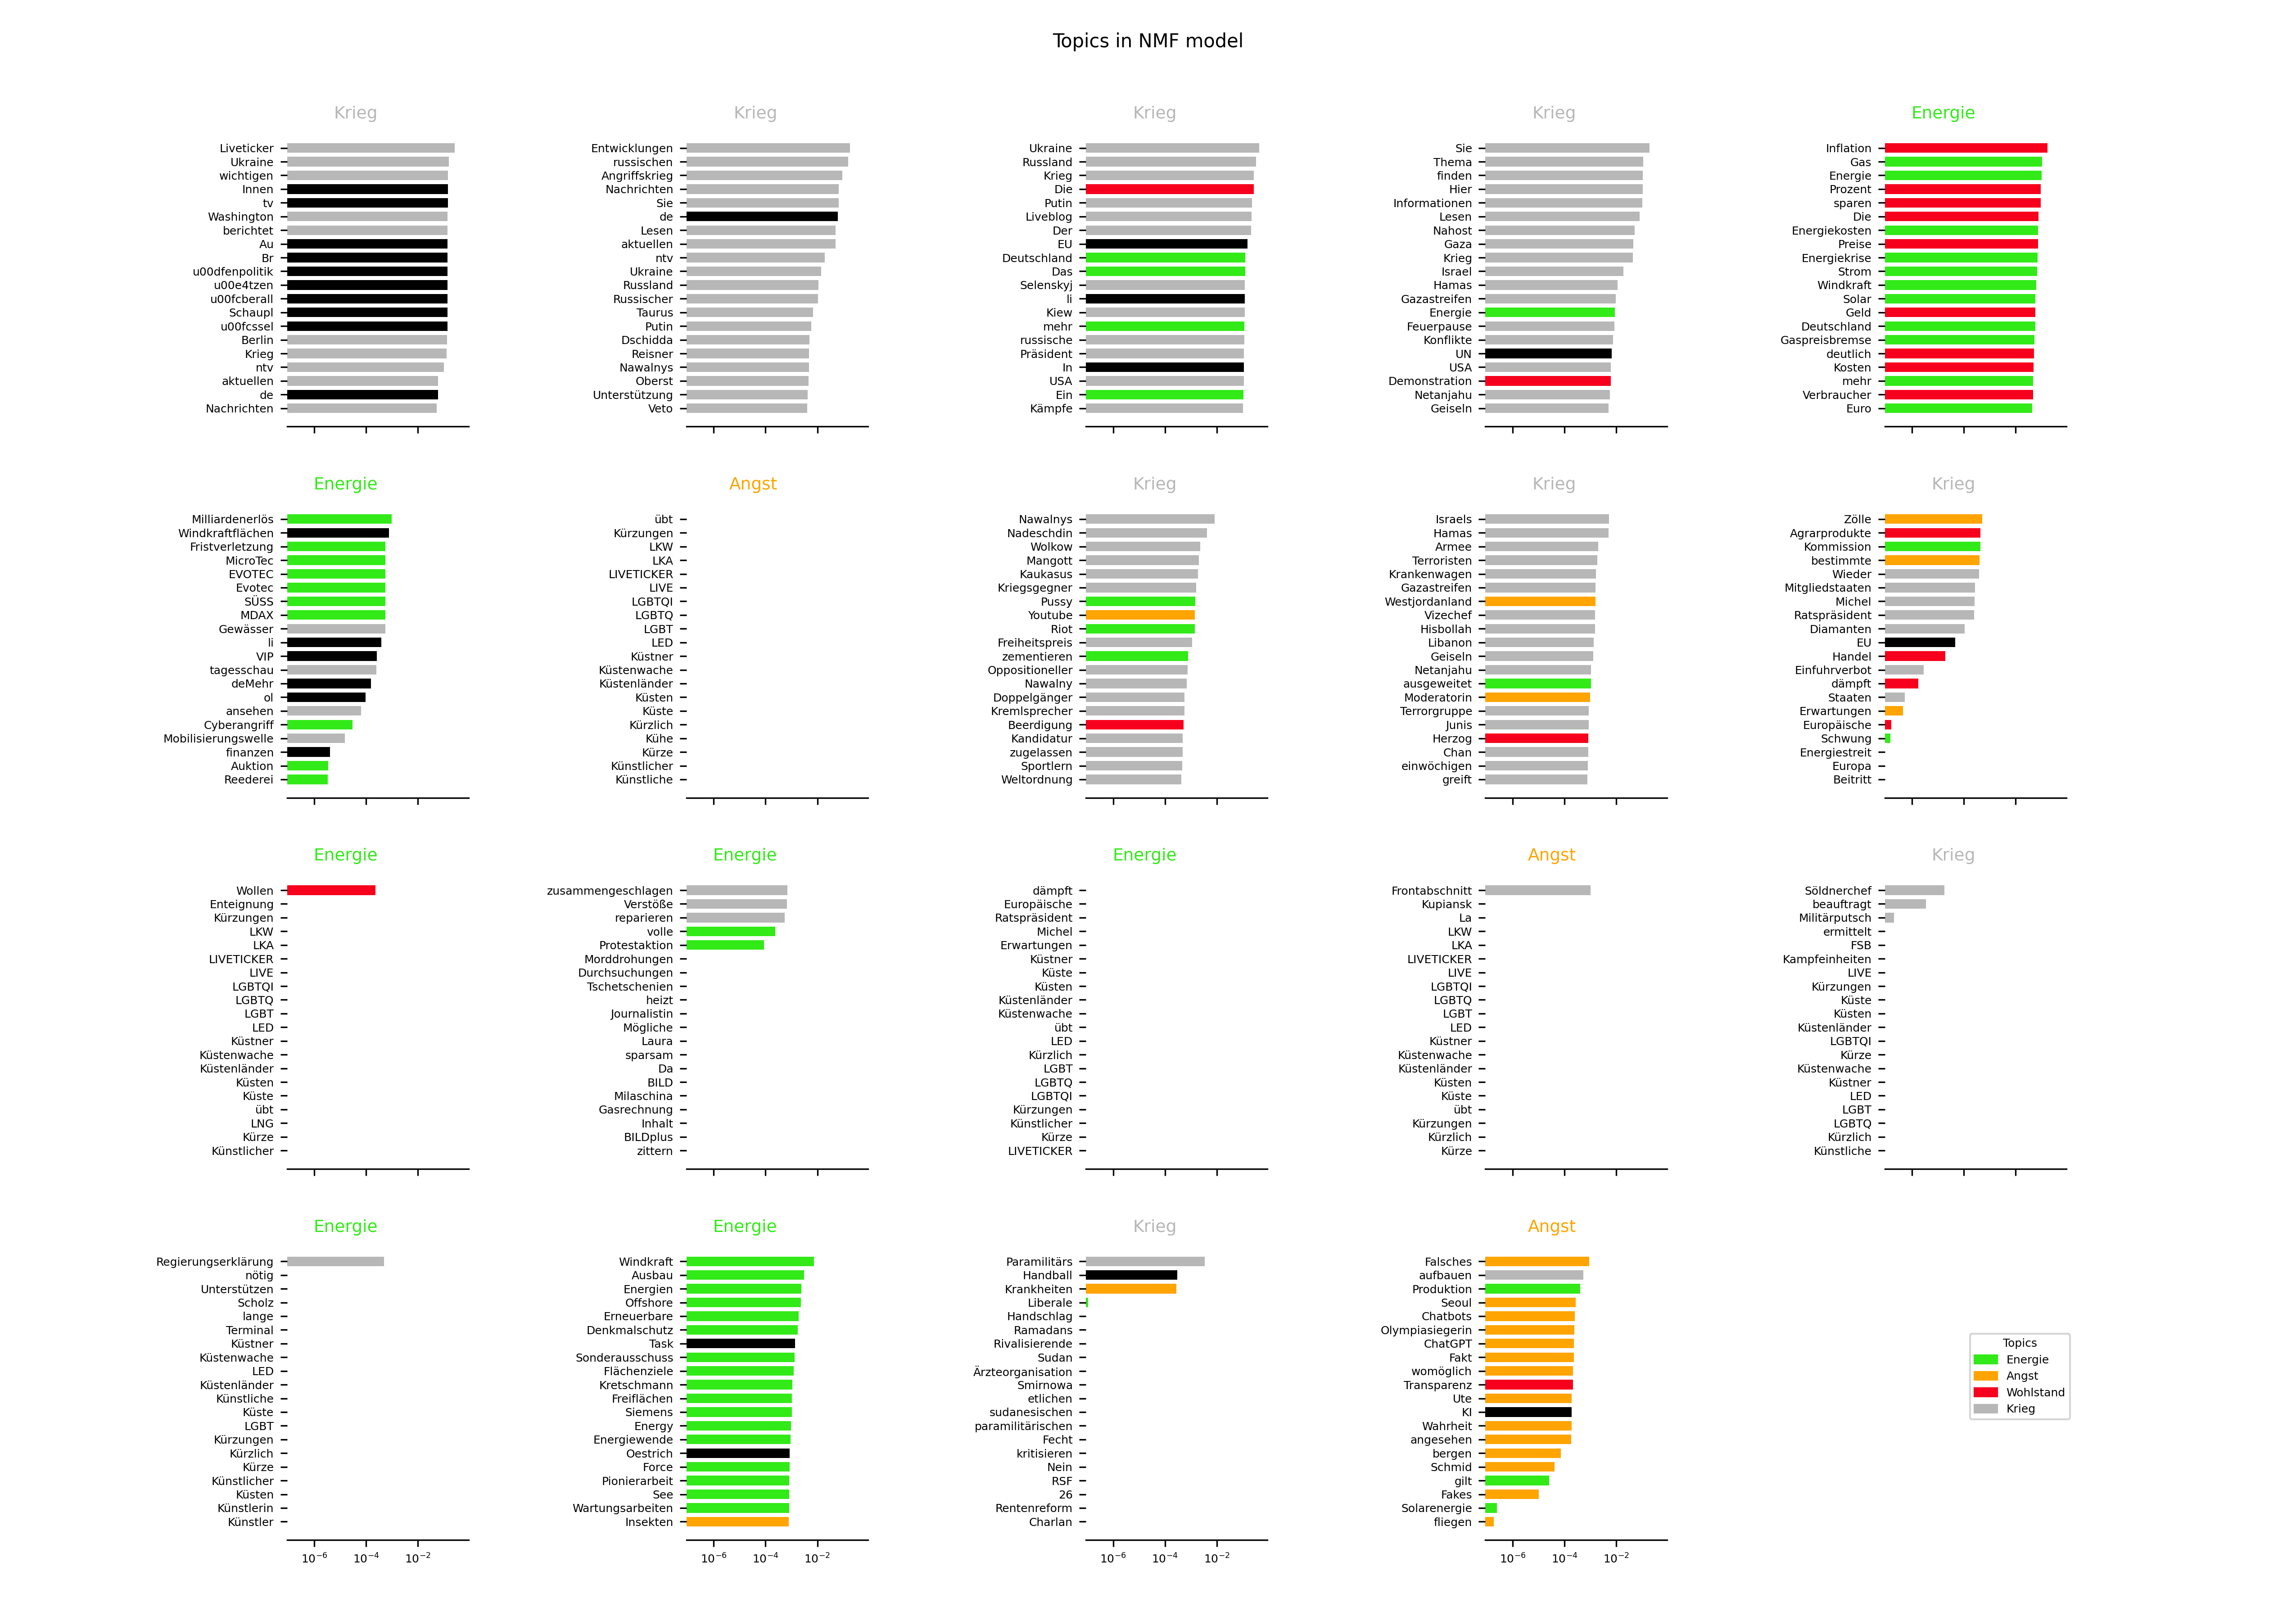 Topics in NMF model
Krieg
Liveticker
Ukraine
wichtigen
Innen
tv
Washington
berichtet
Au
Br
u00dfenpolitik
u00e4tzen
u00fcberall
Schaupl
u00fcssel
Berlin
Krieg
ntv
aktuellen
de
Nachrichten
Krieg
Entwicklungen
russischen
Angriffskrieg
Nachrichten
Sie
de
Lesen
aktuellen
ntv
Ukraine
Russland
Russischer
Taurus
Putin
Dschidda
Reisner
Nawalnys
Oberst
Unterstützung
Veto
Krieg
Ukraine
Russland
Krieg
Die
Putin
Liveblog
Der
EU
Deutschland
Das
Selenskyj
li
Kiew
mehr
russische
Präsident
In
USA
Ein
Kämpfe
Krieg
Sie
Thema
finden
Hier
Informationen
Lesen
Nahost
Gaza
Krieg
Israel
Hamas
Gazastreifen
Energie
Feuerpause
Konflikte
UN
USA
Demonstration
Netanjahu
Geiseln
Energie
Inflation
Gas
Energie
Prozent
sparen
Die
Energiekosten
Preise
Energiekrise
Strom
Windkraft
Solar
Geld
Deutschland
Gaspreisbremse
deutlich
Kosten
mehr
Verbraucher
Euro
Energie
Milliardenerlös
Windkraftflächen
Fristverletzung
MicroTec
EVOTEC
Evotec
SÜSS
MDAX
Gewässer
li
VIP
tagesschau
deMehr
ol
ansehen
Cyberangriff
Mobilisierungswelle
finanzen
Auktion
Reederei
Angst
übt
Kürzungen
LKW
LKA
LIVETICKER
LIVE
LGBTQI
LGBTQ
LGBT
LED
Küstner
Küstenwache
Küstenländer
Küsten
Küste
Kürzlich
Kühe
Kürze
Künstlicher
Künstliche
Krieg
Nawalnys
Nadeschdin
Wolkow
Mangott
Kaukasus
Kriegsgegner
Pussy
Youtube
Riot
Freiheitspreis
zementieren
Oppositioneller
Nawalny
Doppelgänger
Kremlsprecher
Beerdigung
Kandidatur
zugelassen
Sportlern
Weltordnung
Krieg
Israels
Hamas
Armee
Terroristen
Krankenwagen
Gazastreifen
Westjordanland
Vizechef
Hisbollah
Libanon
Geiseln
Netanjahu
ausgeweitet
Moderatorin
Terrorgruppe
Junis
Herzog
Chan
einwöchigen
greift
Krieg
Zölle
Agrarprodukte
Kommission
bestimmte
Wieder
Mitgliedstaaten
Michel
Ratspräsident
Diamanten
EU
Handel
Einfuhrverbot
dämpft
Staaten
Erwartungen
Europäische
Schwung
Energiestreit
Europa
Beitritt
Energie
Wollen
Enteignung
Kürzungen
LKW
LKA
LIVETICKER
LIVE
LGBTQI
LGBTQ
LGBT
LED
Küstner
Küstenwache
Küstenländer
Küsten
Küste
übt
LNG
Kürze
Künstlicher
Energie
zusammengeschlagen
Verstöße
reparieren
volle
Protestaktion
Morddrohungen
Durchsuchungen
Tschetschenien
heizt
Journalistin
Mögliche
Laura
sparsam
Da
BILD
Milaschina
Gasrechnung
Inhalt
BILDplus
zittern
Energie
dämpft
Europäische
Ratspräsident
Michel
Erwartungen
Küstner
Küste
Küsten
Küstenländer
Küstenwache
übt
LED
Kürzlich
LGBT
LGBTQ
LGBTQI
Kürzungen
Künstlicher
Kürze
LIVETICKER
Angst
Frontabschnitt
Kupiansk
La
LKW
LKA
LIVETICKER
LIVE
LGBTQI
LGBTQ
LGBT
LED
Küstner
Küstenwache
Küstenländer
Küsten
Küste
übt
Kürzungen
Kürzlich
Kürze
Krieg
Söldnerchef
beauftragt
Militärputsch
ermittelt
FSB
Kampfeinheiten
LIVE
Kürzungen
Küste
Küsten
Küstenländer
LGBTQI
Kürze
Küstenwache
Küstner
LED
LGBT
LGBTQ
Kürzlich
Künstliche
Energie
Regierungserklärung
nötig
Unterstützen
Scholz
lange
Terminal
Küstner
Küstenwache
LED
Küstenländer
Künstliche
Küste
LGBT
Kürzungen
Kürzlich
Kürze
Künstlicher
Küsten
Künstlerin
Künstler
10⁻⁶ 10⁻⁴ 10⁻²
Energie
Windkraft
Ausbau
Energien
Offshore
Erneuerbare
Denkmalschutz
Task
Sonderausschuss
Flächenziele
Kretschmann
Freiflächen
Siemens
Energy
Energiewende
Oestrich
Force
Pionierarbeit
See
Wartungsarbeiten
Insekten
10⁻⁶ 10⁻⁴ 10⁻²
Krieg
Paramilitärs
Handball
Krankheiten
Liberale
Handschlag
Ramadans
Rivalisierende
Sudan
Ärzteorganisation
Smirnowa
etlichen
sudanesischen
paramilitärischen
Fecht
kritisieren
Nein
RSF
26
Rentenreform
Charlan
10⁻⁶ 10⁻⁴ 10⁻²
Angst
Falsches
aufbauen
Produktion
Seoul
Chatbots
Olympiasiegerin
ChatGPT
Fakt
womöglich
Transparenz
Ute
KI
Wahrheit
angesehen
bergen
Schmid
gilt
Fakes
Solarenergie
fliegen
10⁻⁶ 10⁻⁴ 10⁻²
Topics
Energie
Angst
Wohlstand
Krieg